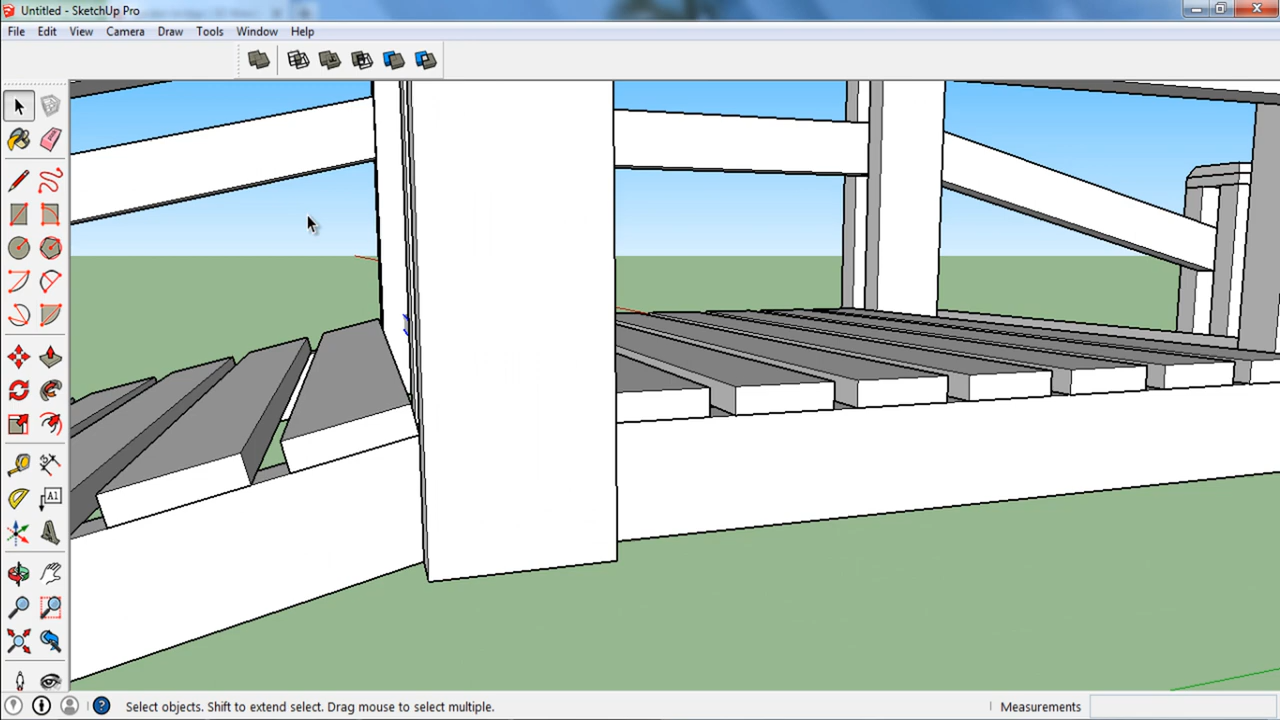 Untitled - SketchUp Pro
File Edit View Camera Draw Tools Window Help
A1
Select objects. Shift to extend select. Drag mouse to select multiple.
Measurements